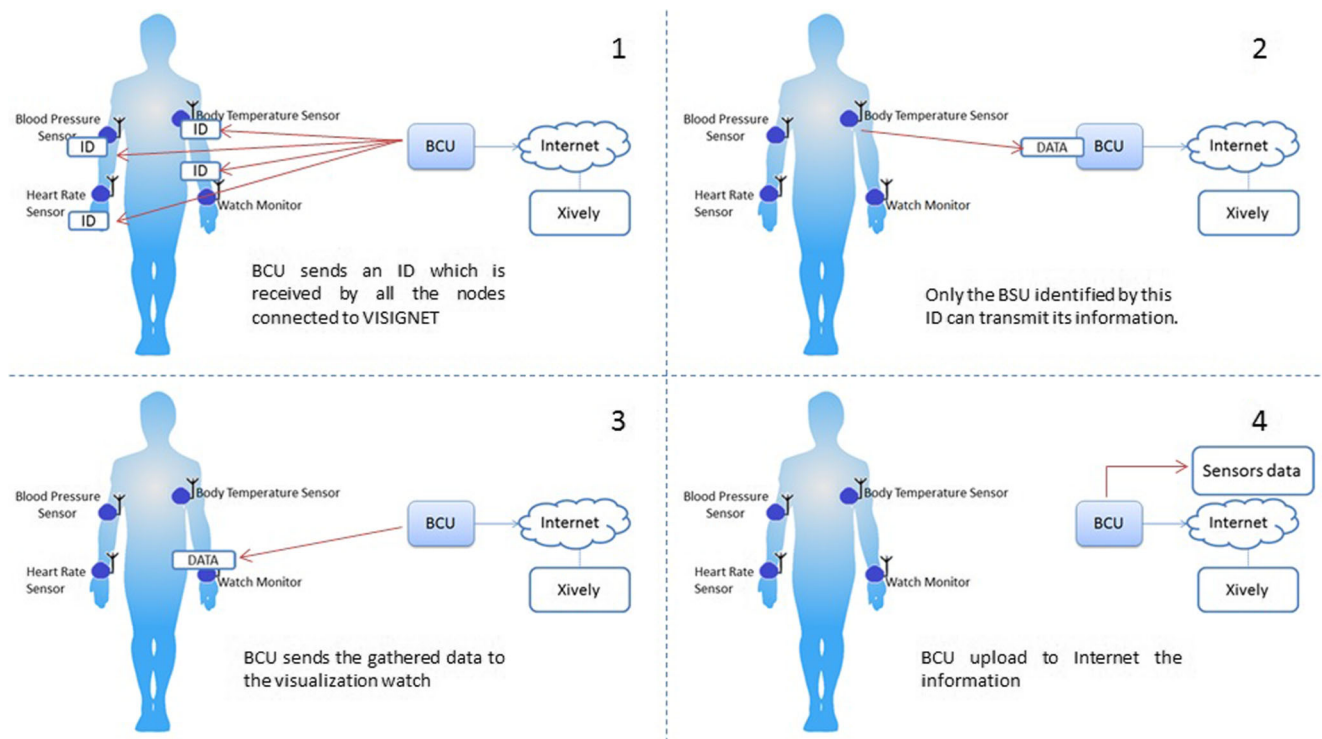 1
Blood Pressure
Sensor
Body Temperature Sensor
ID
ID
ID
ID
Heart Rate
Sensor
Watch Monitor
BCU
Internet
Xively
BCU sends an ID which is
received by all the nodes
connected to VISIGNET
2
Blood Pressure
Sensor
Body Temperature Sensor
Heart Rate
Sensor
Watch Monitor
DATA
BCU
Internet
Xively
Only the BSU identified by this
ID can transmit its information.
3
Blood Pressure
Sensor
Body Temperature Sensor
Heart Rate
Sensor
DATA
Watch Monitor
BCU
Internet
Xively
BCU sends the gathered data to
the visualization watch
4
Blood Pressure
Sensor
Body Temperature Sensor
Heart Rate
Sensor
Watch Monitor
Sensors data
BCU
Internet
Xively
BCU upload to Internet the
information